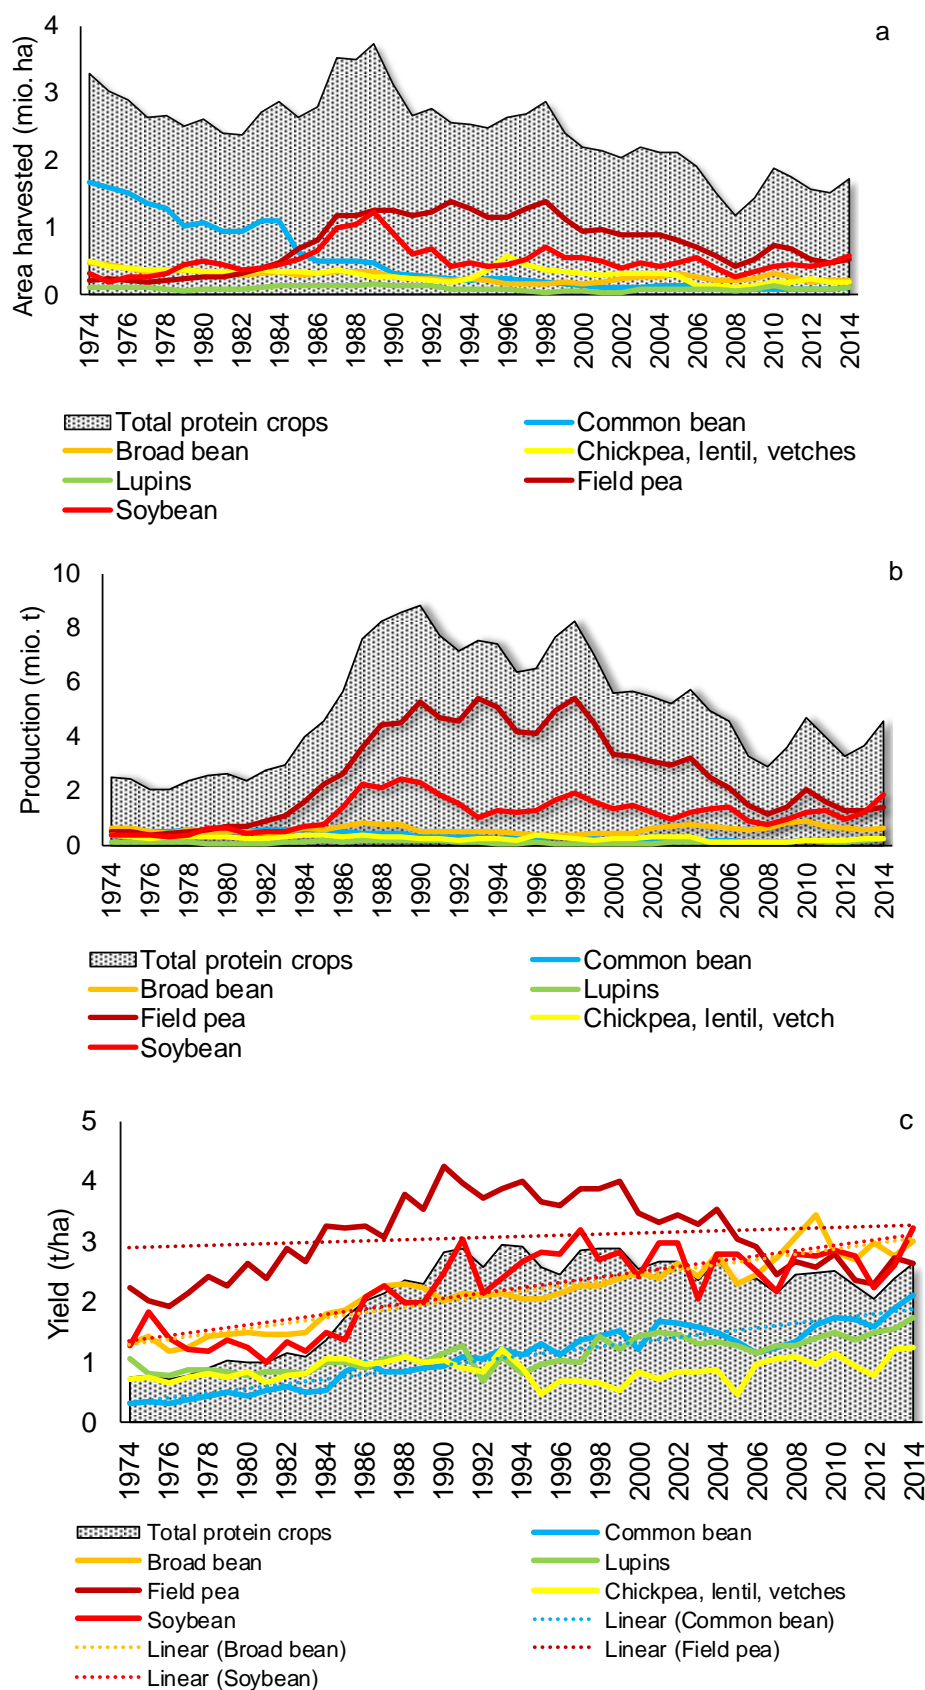 a
Area harvested (mio. ha)
4
3
2
1
0
1974 1976 1978 1980 1982 1984 1986 1988 1990 1992 1994 1996 1998 2000 2002 2004 2006 2008 2010 2012 2014
Total protein crops Common bean
Broad bean Chickpea, lentil, vetches
Lupins Field pea
Soybean
b
Production (mio. t)
10
8
6
4
2
0
1974 1976 1978 1980 1982 1984 1986 1988 1990 1992 1994 1996 1998 2000 2002 2004 2006 2008 2010 2012 2014
Total protein crops Common bean
Broad bean Lupins
Field pea Chickpea, lentil, vetch
Soybean
c
Yield (t/ha)
5
4
3
2
1
0
1974 1976 1978 1980 1982 1984 1986 1988 1990 1992 1994 1996 1998 2000 2002 2004 2006 2008 2010 2012 2014
Total protein crops Common bean
Broad bean Lupins
Field pea Chickpea, lentil, vetches
Soybean Linear (Common bean)
Linear (Broad bean) Linear (Field pea)
Linear (Soybean)